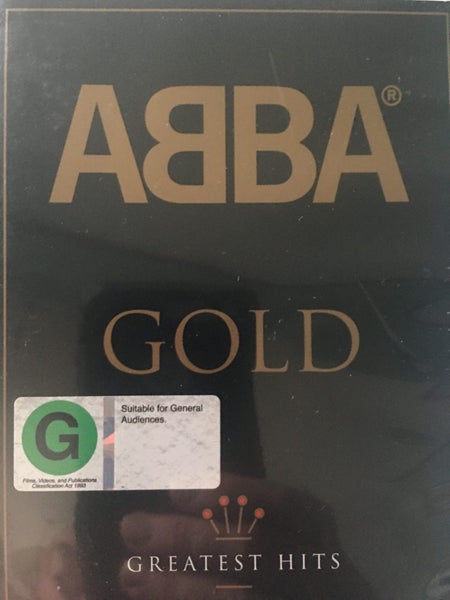 ABBA®
GOLD
G
Suitable for General
Audiences.
Films, Videos, and Publications
Classification Act 1993
GREATEST HITS